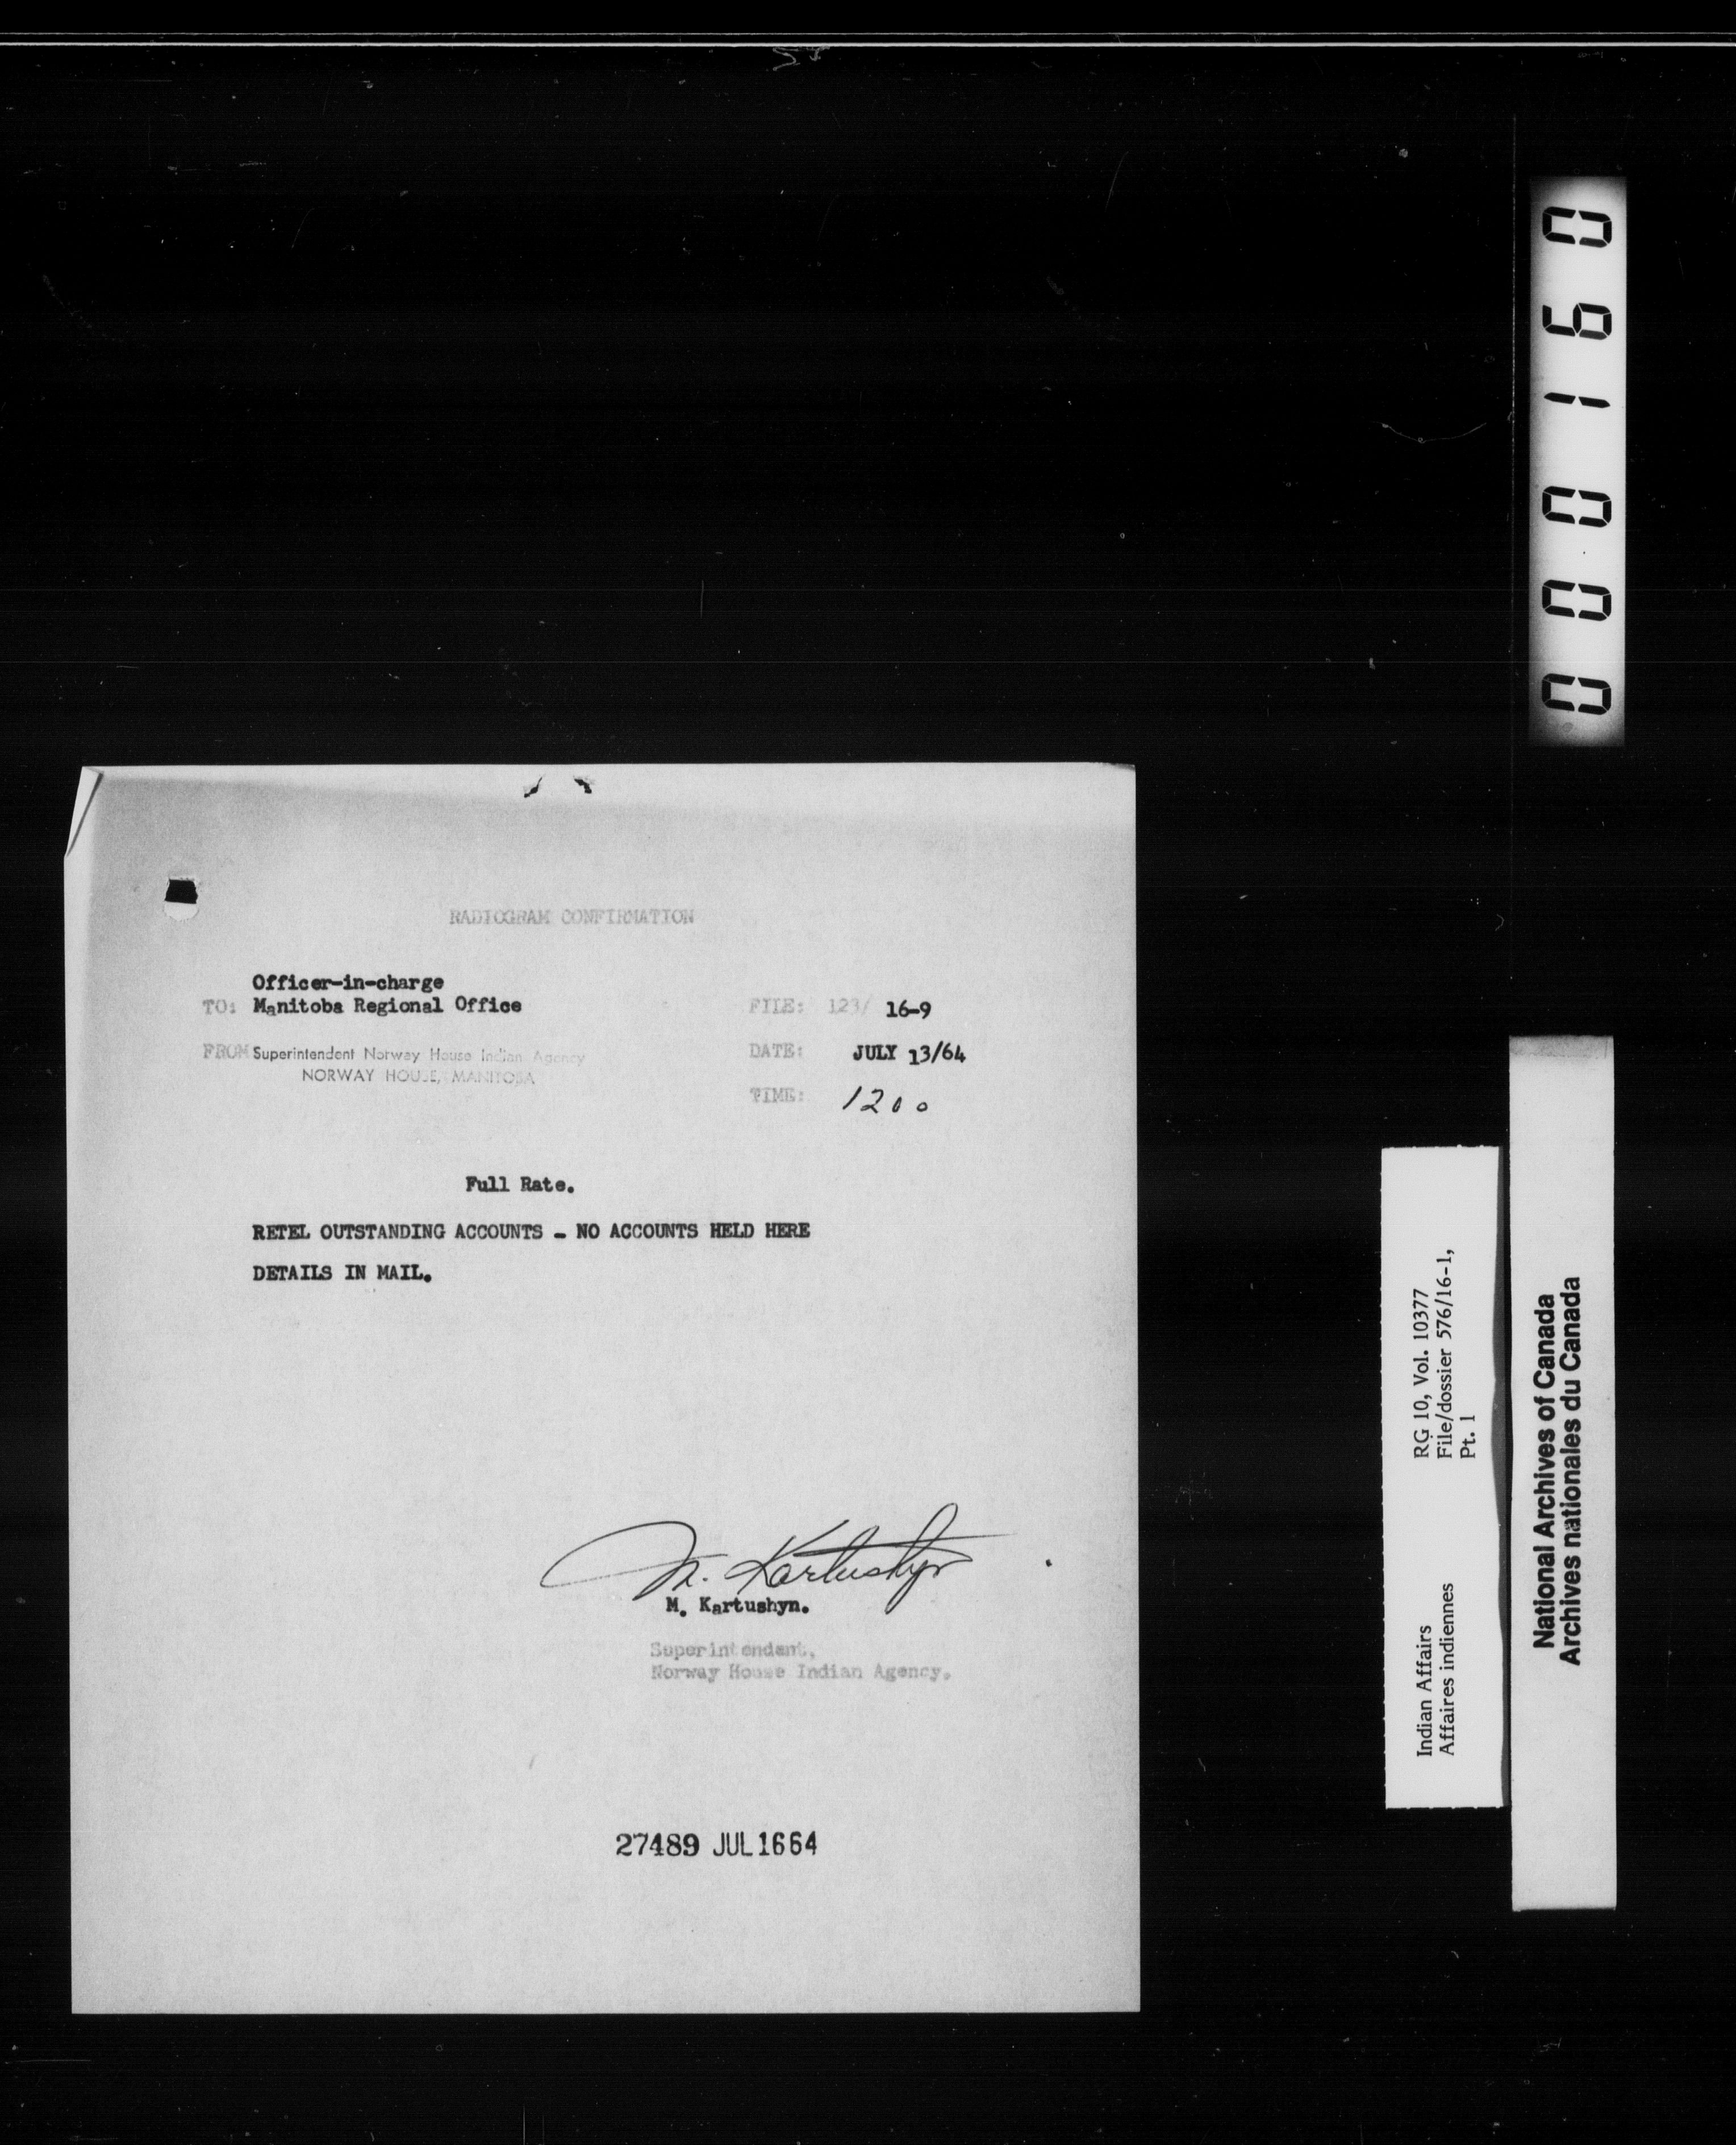 RADIOGRAM CONFIRMATION
Officer-in-charge
TO: Manitoba Regional Office
FILE: 123/ 16-9
FROM Superintendent Norway House Indian Agency
NORWAY HOUSE, MANITOBA
DATE: JULY 13/64
TIME: 1200
Full Rate.
RETEL OUTSTANDING ACCOUNTS - NO ACCOUNTS HELD HERE
DETAILS IN MAIL.
M. Kartushyn
M. Kartushyn.
Superintendent,
Norway House Indian Agency.
27489 JUL 16 64
000160
Indian Affairs
Affaires indiennes
RG 10, Vol. 10377
File/dossier 576/16-1,
Pt. 1
National Archives of Canada
Archives nationales du Canada